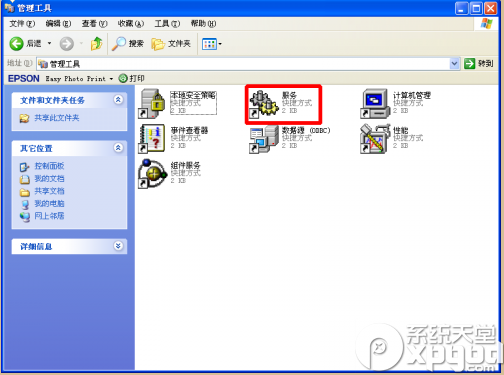 管理工具
文件(F) 编辑(E) 查看(V) 收藏(A) 工具(T) 帮助(H)
后退 搜索 文件夹
地址(D) 管理工具 转到
EPSON Easy Photo Print 打印
文件和文件夹任务
共享此文件夹
其它位置
控制面板
我的文档
共享文档
我的电脑
网上邻居
详细信息
本地安全策略
快捷方式
2 KB
服务
快捷方式
2 KB
计算机管理
快捷方式
2 KB
事件查看器
快捷方式
2 KB
数据源 (ODBC)
快捷方式
2 KB
性能
快捷方式
2 KB
组件服务
快捷方式
2 KB
系统天堂
xpgbt.com